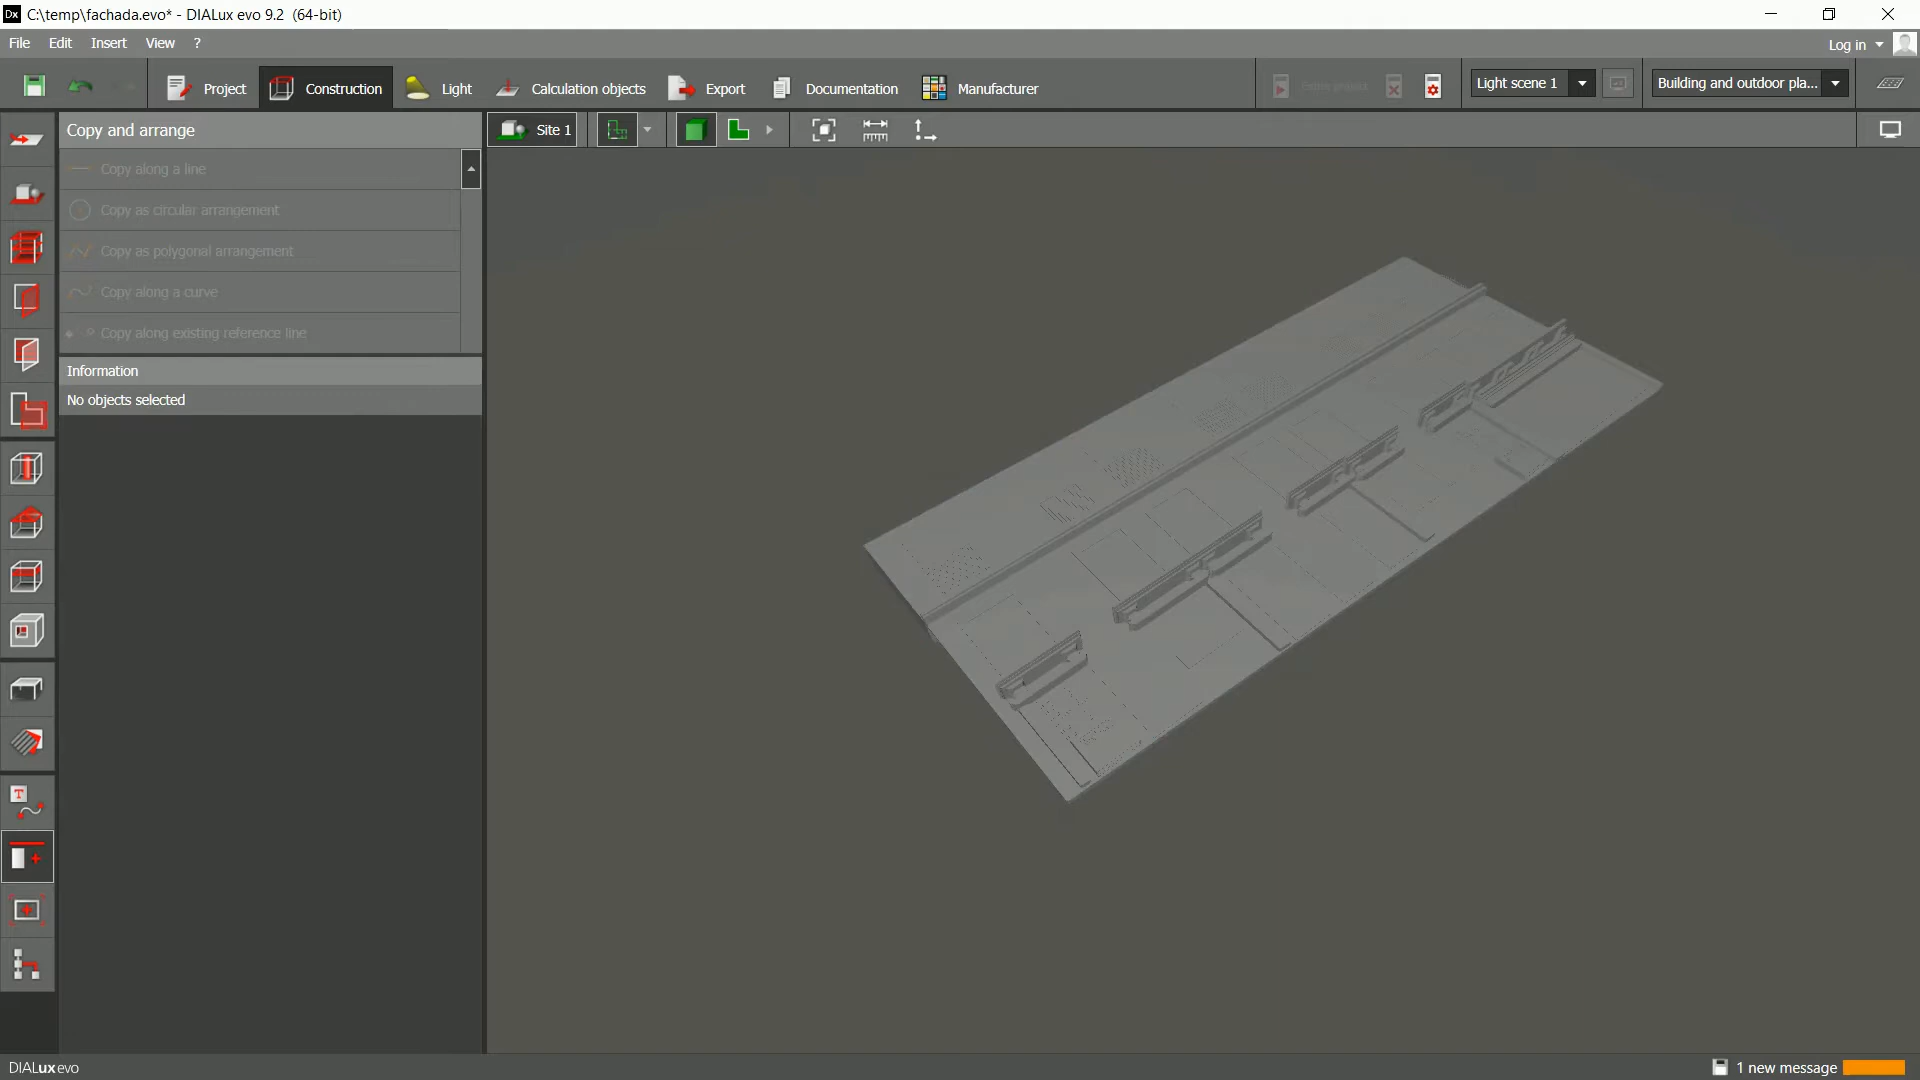 Dx C:\temp\fachada.evo* - DIALux evo 9.2 (64-bit)
File Edit Insert View ?
Log in
Project Construction Light Calculation objects Export Documentation Manufacturer
Entire project
Light scene 1
Building and outdoor pla...
Copy and arrange
Site 1
Copy along a line
Copy as circular arrangement
Copy as polygonal arrangement
Copy along a curve
Copy along existing reference line
Information
No objects selected
T
DIALux evo
1 new message